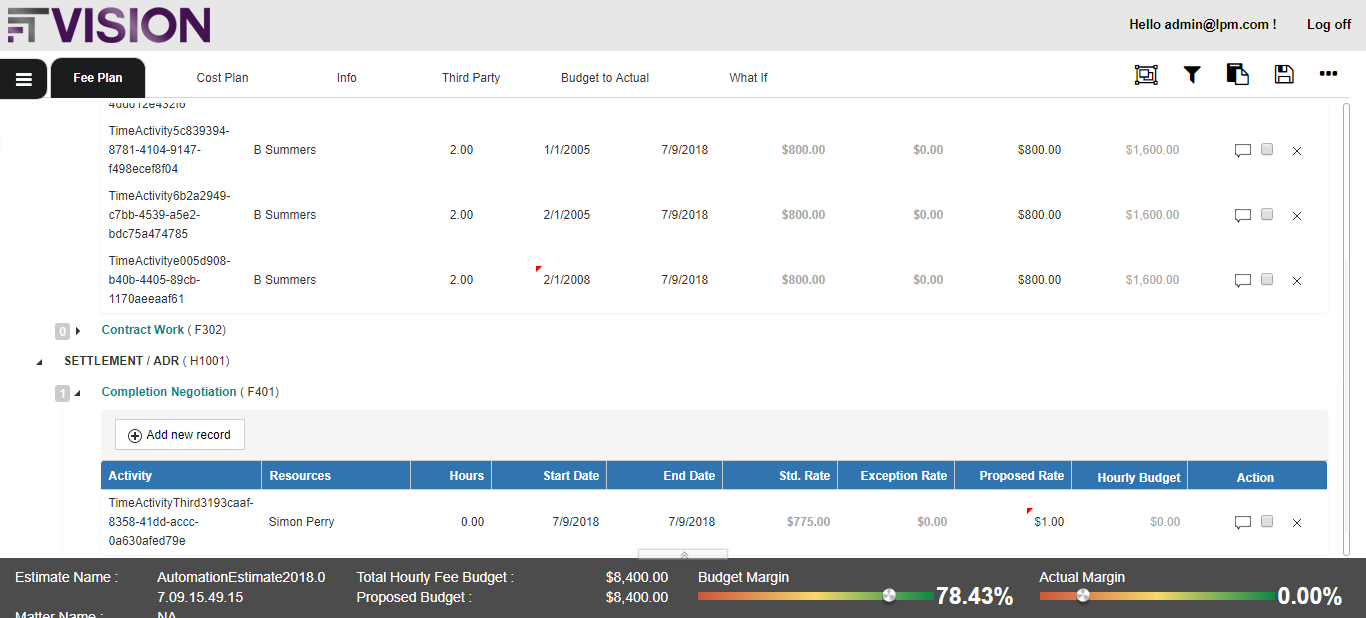 FTVISION
Hello admin@lpm.com ! Log off
Fee Plan Cost Plan Info Third Party Budget to Actual What If
TimeActivity5c839394-
8781-4104-9147-
f498ecef8f04
B Summers 2.00 1/1/2005 7/9/2018 $800.00 $0.00 $800.00 $1,600.00
TimeActivity6b2a2949-
c7bb-4539-a5e2-
bdc75a474785
B Summers 2.00 2/1/2005 7/9/2018 $800.00 $0.00 $800.00 $1,600.00
TimeActivitye005d908-
b40b-4405-89cb-
1170aeeaaf61
B Summers 2.00 2/1/2008 7/9/2018 $800.00 $0.00 $800.00 $1,600.00
0 Contract Work ( F302)
SETTLEMENT / ADR ( H1001)
1 Completion Negotiation ( F401)
Add new record
Activity Resources Hours Start Date End Date Std. Rate Exception Rate Proposed Rate Hourly Budget Action
TimeActivityThird3193caaf-
8358-41dd-accc-
0a630afed79e
Simon Perry 0.00 7/9/2018 7/9/2018 $775.00 $0.00 $1.00 $0.00
Estimate Name : AutomationEstimate2018.0 Total Hourly Fee Budget : $8,400.00 Budget Margin Actual Margin
7.09.15.49.15 Proposed Budget : $8,400.00 78.43% 0.00%
Matter Name : NA